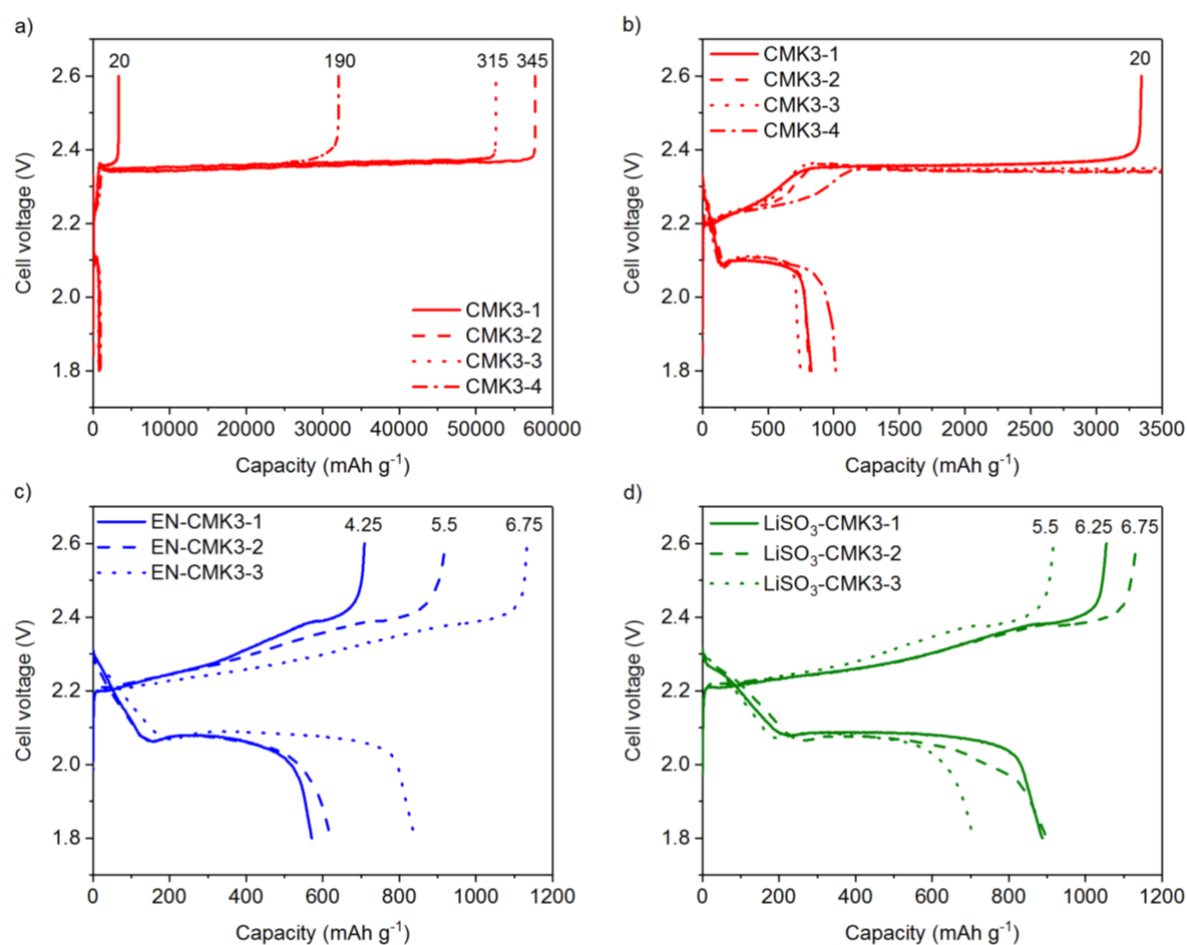 a)
20 190 315 345
2.6
2.4
2.2
2.0
1.8
Cell voltage (V)
CMK3-1
CMK3-2
CMK3-3
CMK3-4
0 10000 20000 30000 40000 50000 60000
Capacity (mAh g⁻¹)
b)
CMK3-1
CMK3-2
CMK3-3
CMK3-4
20
2.6
2.4
2.2
2.0
1.8
Cell voltage (V)
0 500 1000 1500 2000 2500 3000 3500
Capacity (mAh g⁻¹)
c)
EN-CMK3-1
EN-CMK3-2
EN-CMK3-3
4.25 5.5 6.75
2.6
2.4
2.2
2.0
1.8
Cell voltage (V)
0 200 400 600 800 1000 1200
Capacity (mAh g⁻¹)
d)
LiSO₃-CMK3-1
LiSO₃-CMK3-2
LiSO₃-CMK3-3
5.5 6.25 6.75
2.6
2.4
2.2
2.0
1.8
Cell voltage (V)
0 200 400 600 800 1000 1200
Capacity (mAh g⁻¹)